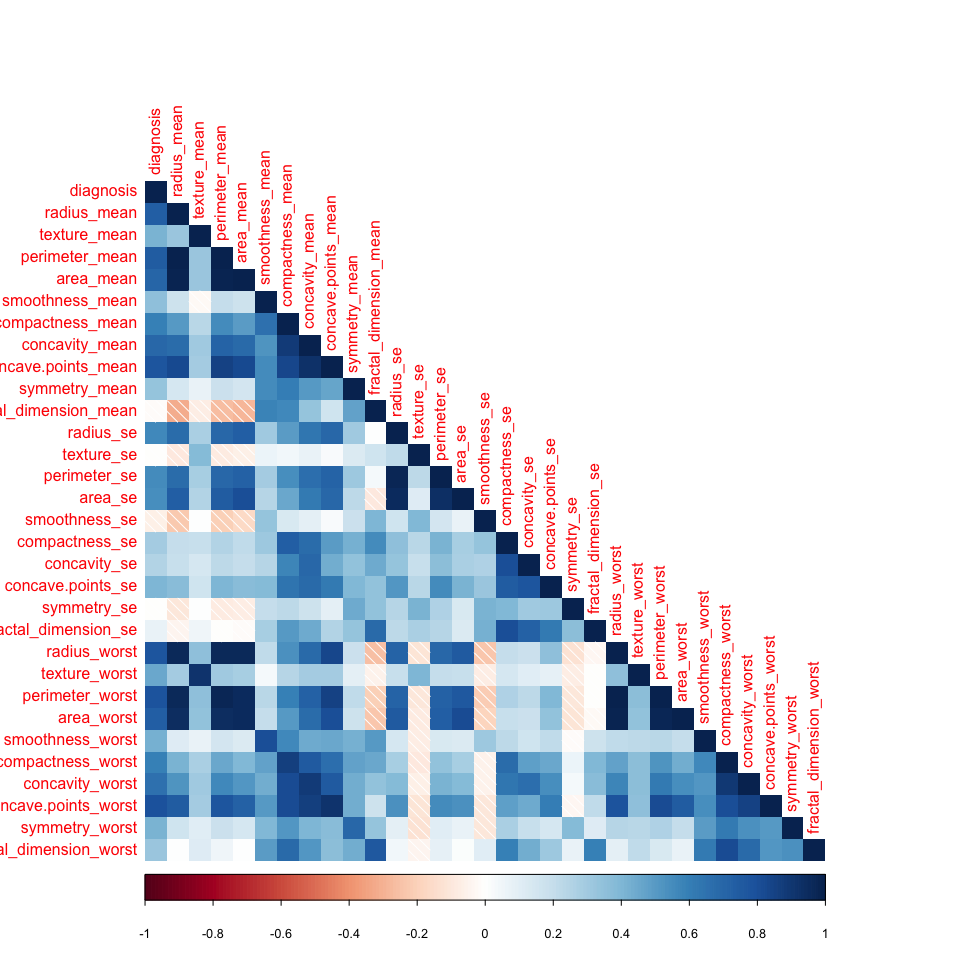 diagnosis
radius_mean
texture_mean
perimeter_mean
area_mean
smoothness_mean
compactness_mean
concavity_mean
concave.points_mean
symmetry_mean
fractal_dimension_mean
radius_se
texture_se
perimeter_se
area_se
smoothness_se
compactness_se
concavity_se
concave.points_se
symmetry_se
fractal_dimension_se
radius_worst
texture_worst
perimeter_worst
area_worst
smoothness_worst
compactness_worst
concavity_worst
concave.points_worst
symmetry_worst
fractal_dimension_worst
diagnosis
radius_mean
texture_mean
perimeter_mean
area_mean
smoothness_mean
compactness_mean
concavity_mean
ncave.points_mean
symmetry_mean
al_dimension_mean
radius_se
texture_se
perimeter_se
area_se
smoothness_se
compactness_se
concavity_se
concave.points_se
symmetry_se
actal_dimension_se
radius_worst
texture_worst
perimeter_worst
area_worst
smoothness_worst
compactness_worst
concavity_worst
ncave.points_worst
symmetry_worst
al_dimension_worst
-1 -0.8 -0.6 -0.4 -0.2 0 0.2 0.4 0.6 0.8 1